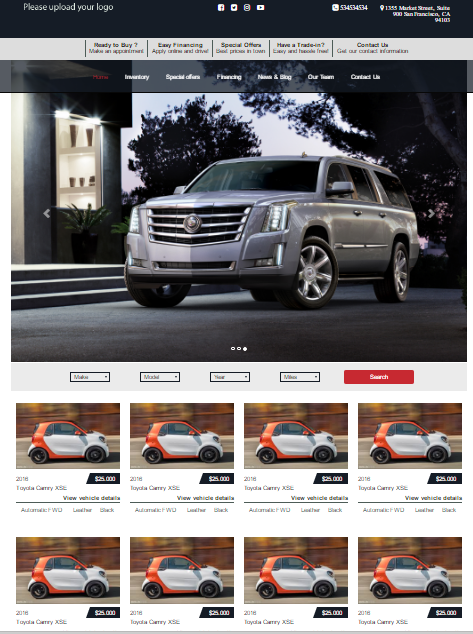 Please upload your logo
534534534
1355 Market Street, Suite
900 San Francisco, CA
94103
Ready to Buy ?
Make an appointment
Easy Financing
Apply online and drive!
Special Offers
Best prices in town
Have a Trade-in?
Easy and hassle free!
Contact Us
Get our contact information
Home Inventory Special offers Financing News & Blog Our Team Contact Us
Make Model Year Miles Search
2016 $25.000 2016 $25.000 2016 $25.000 2016 $25.000
Toyota Camry XSE Toyota Camry XSE Toyota Camry XSE Toyota Camry XSE
View vehicle details View vehicle details View vehicle details View vehicle details
Automatic FWD Leather Black Automatic FWD Leather Black Automatic FWD Leather Black Automatic FWD Leather Black
2016 $25.000 2016 $25.000 2016 $25.000 2016 $25.000
Toyota Camry XSE Toyota Camry XSE Toyota Camry XSE Toyota Camry XSE